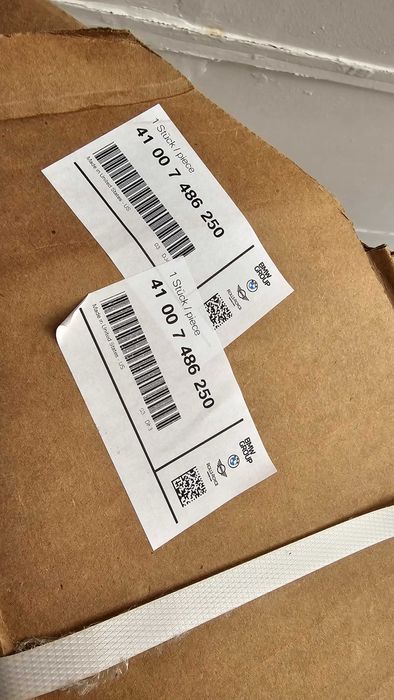 1 Stück / piece
41 00 7 486 250
Made in United States - US
BMW
GROUP
1 Stück / piece
41 00 7 486 250
Made in United States - US
BMW
GROUP